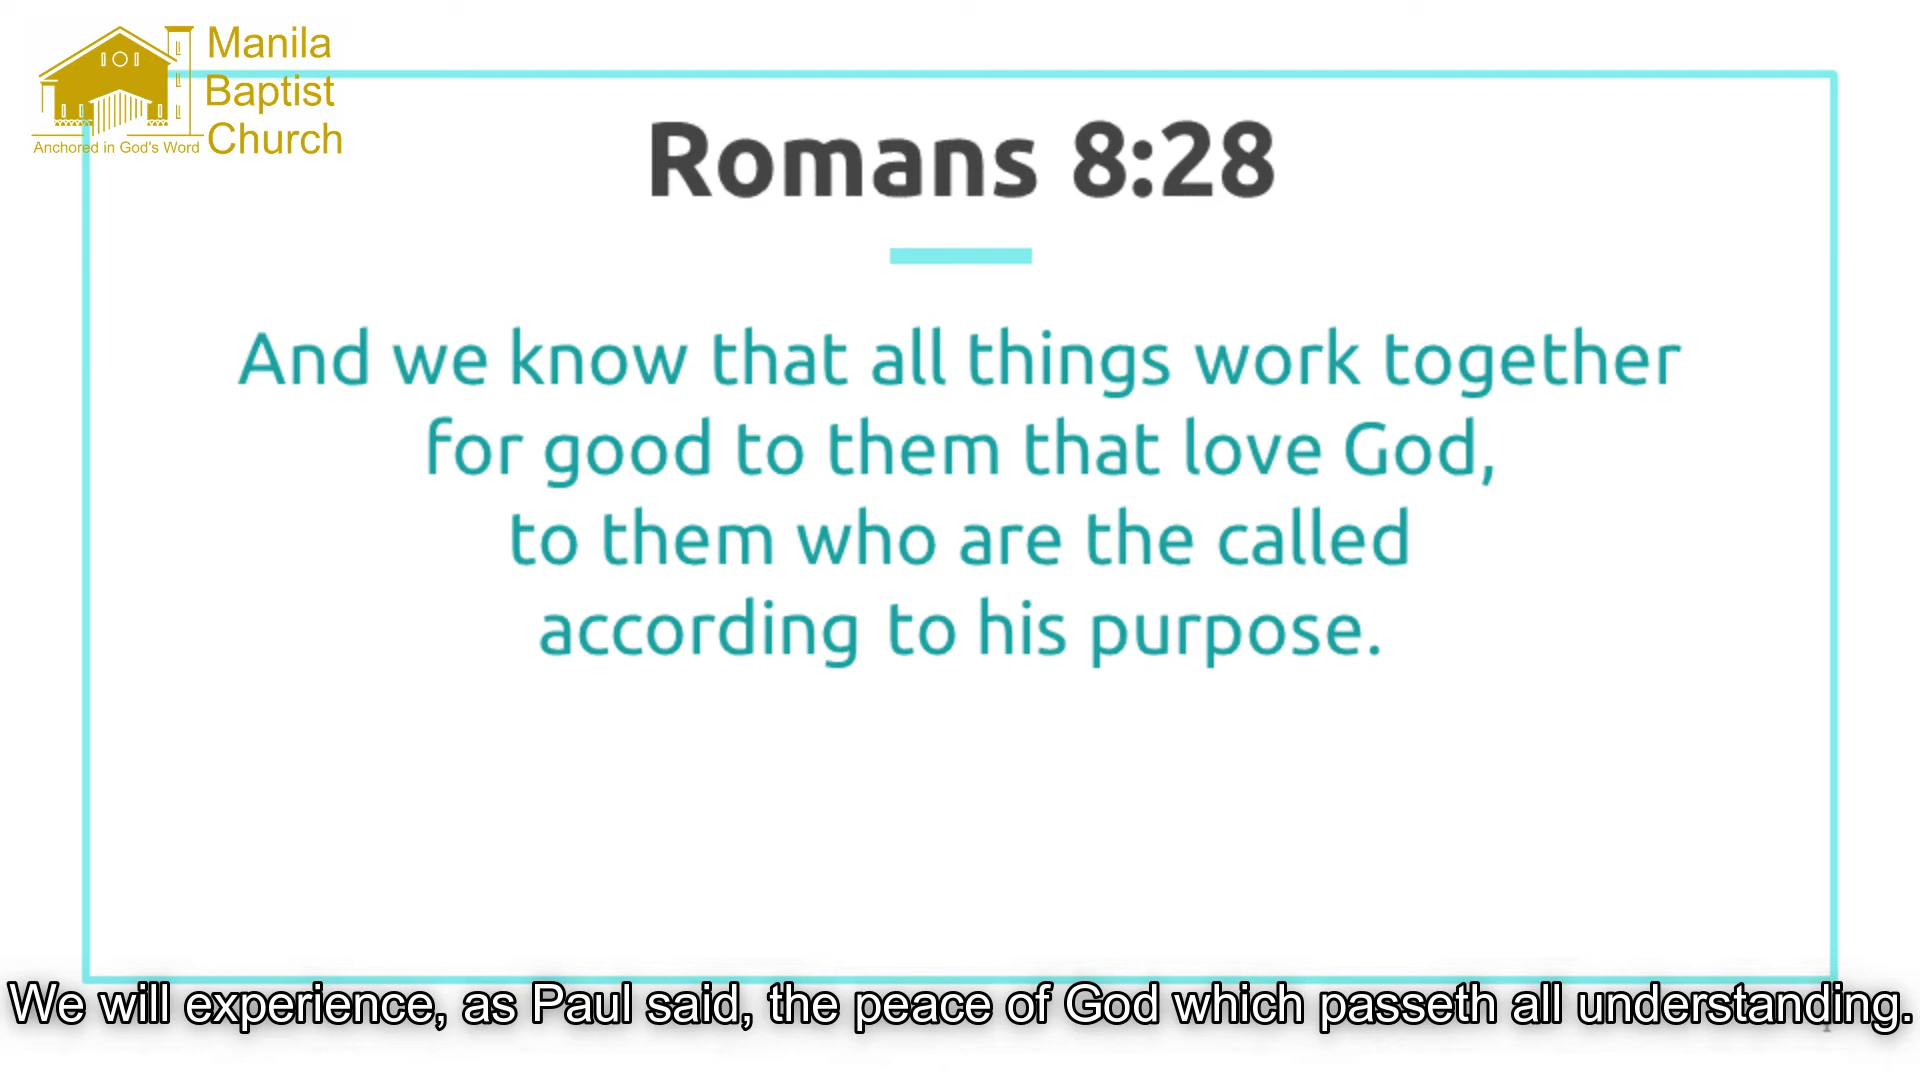 Manila
Baptist
Church
Anchored in God's Word
Romans 8:28
And we know that all things work together
for good to them that love God,
to them who are the called
according to his purpose.
We will experience, as Paul said, the peace of God which passeth all understanding.